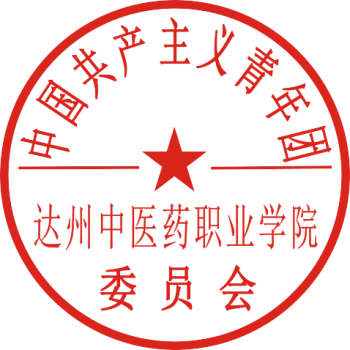 中国共产主义青年团
达州中医药职业学院
委员会